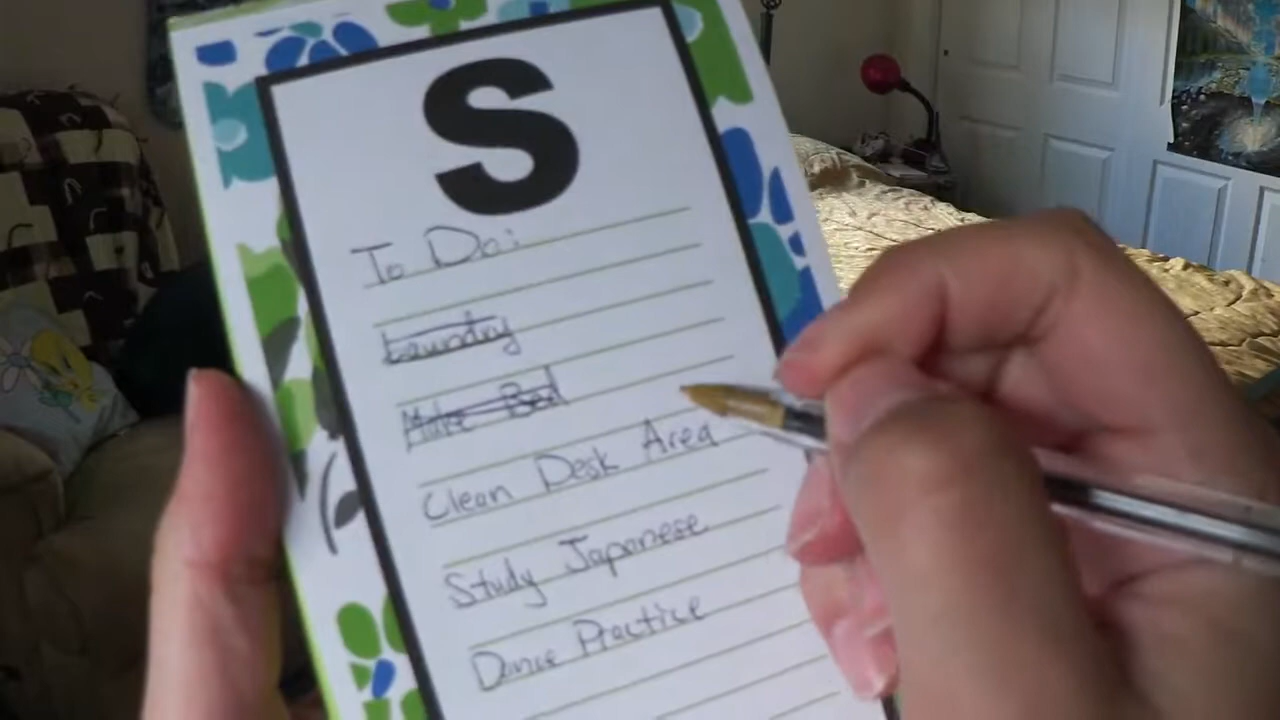 S
To Do:
Laundry
Make Bed
Clean Desk Area
Study Japanese
Dance Practice